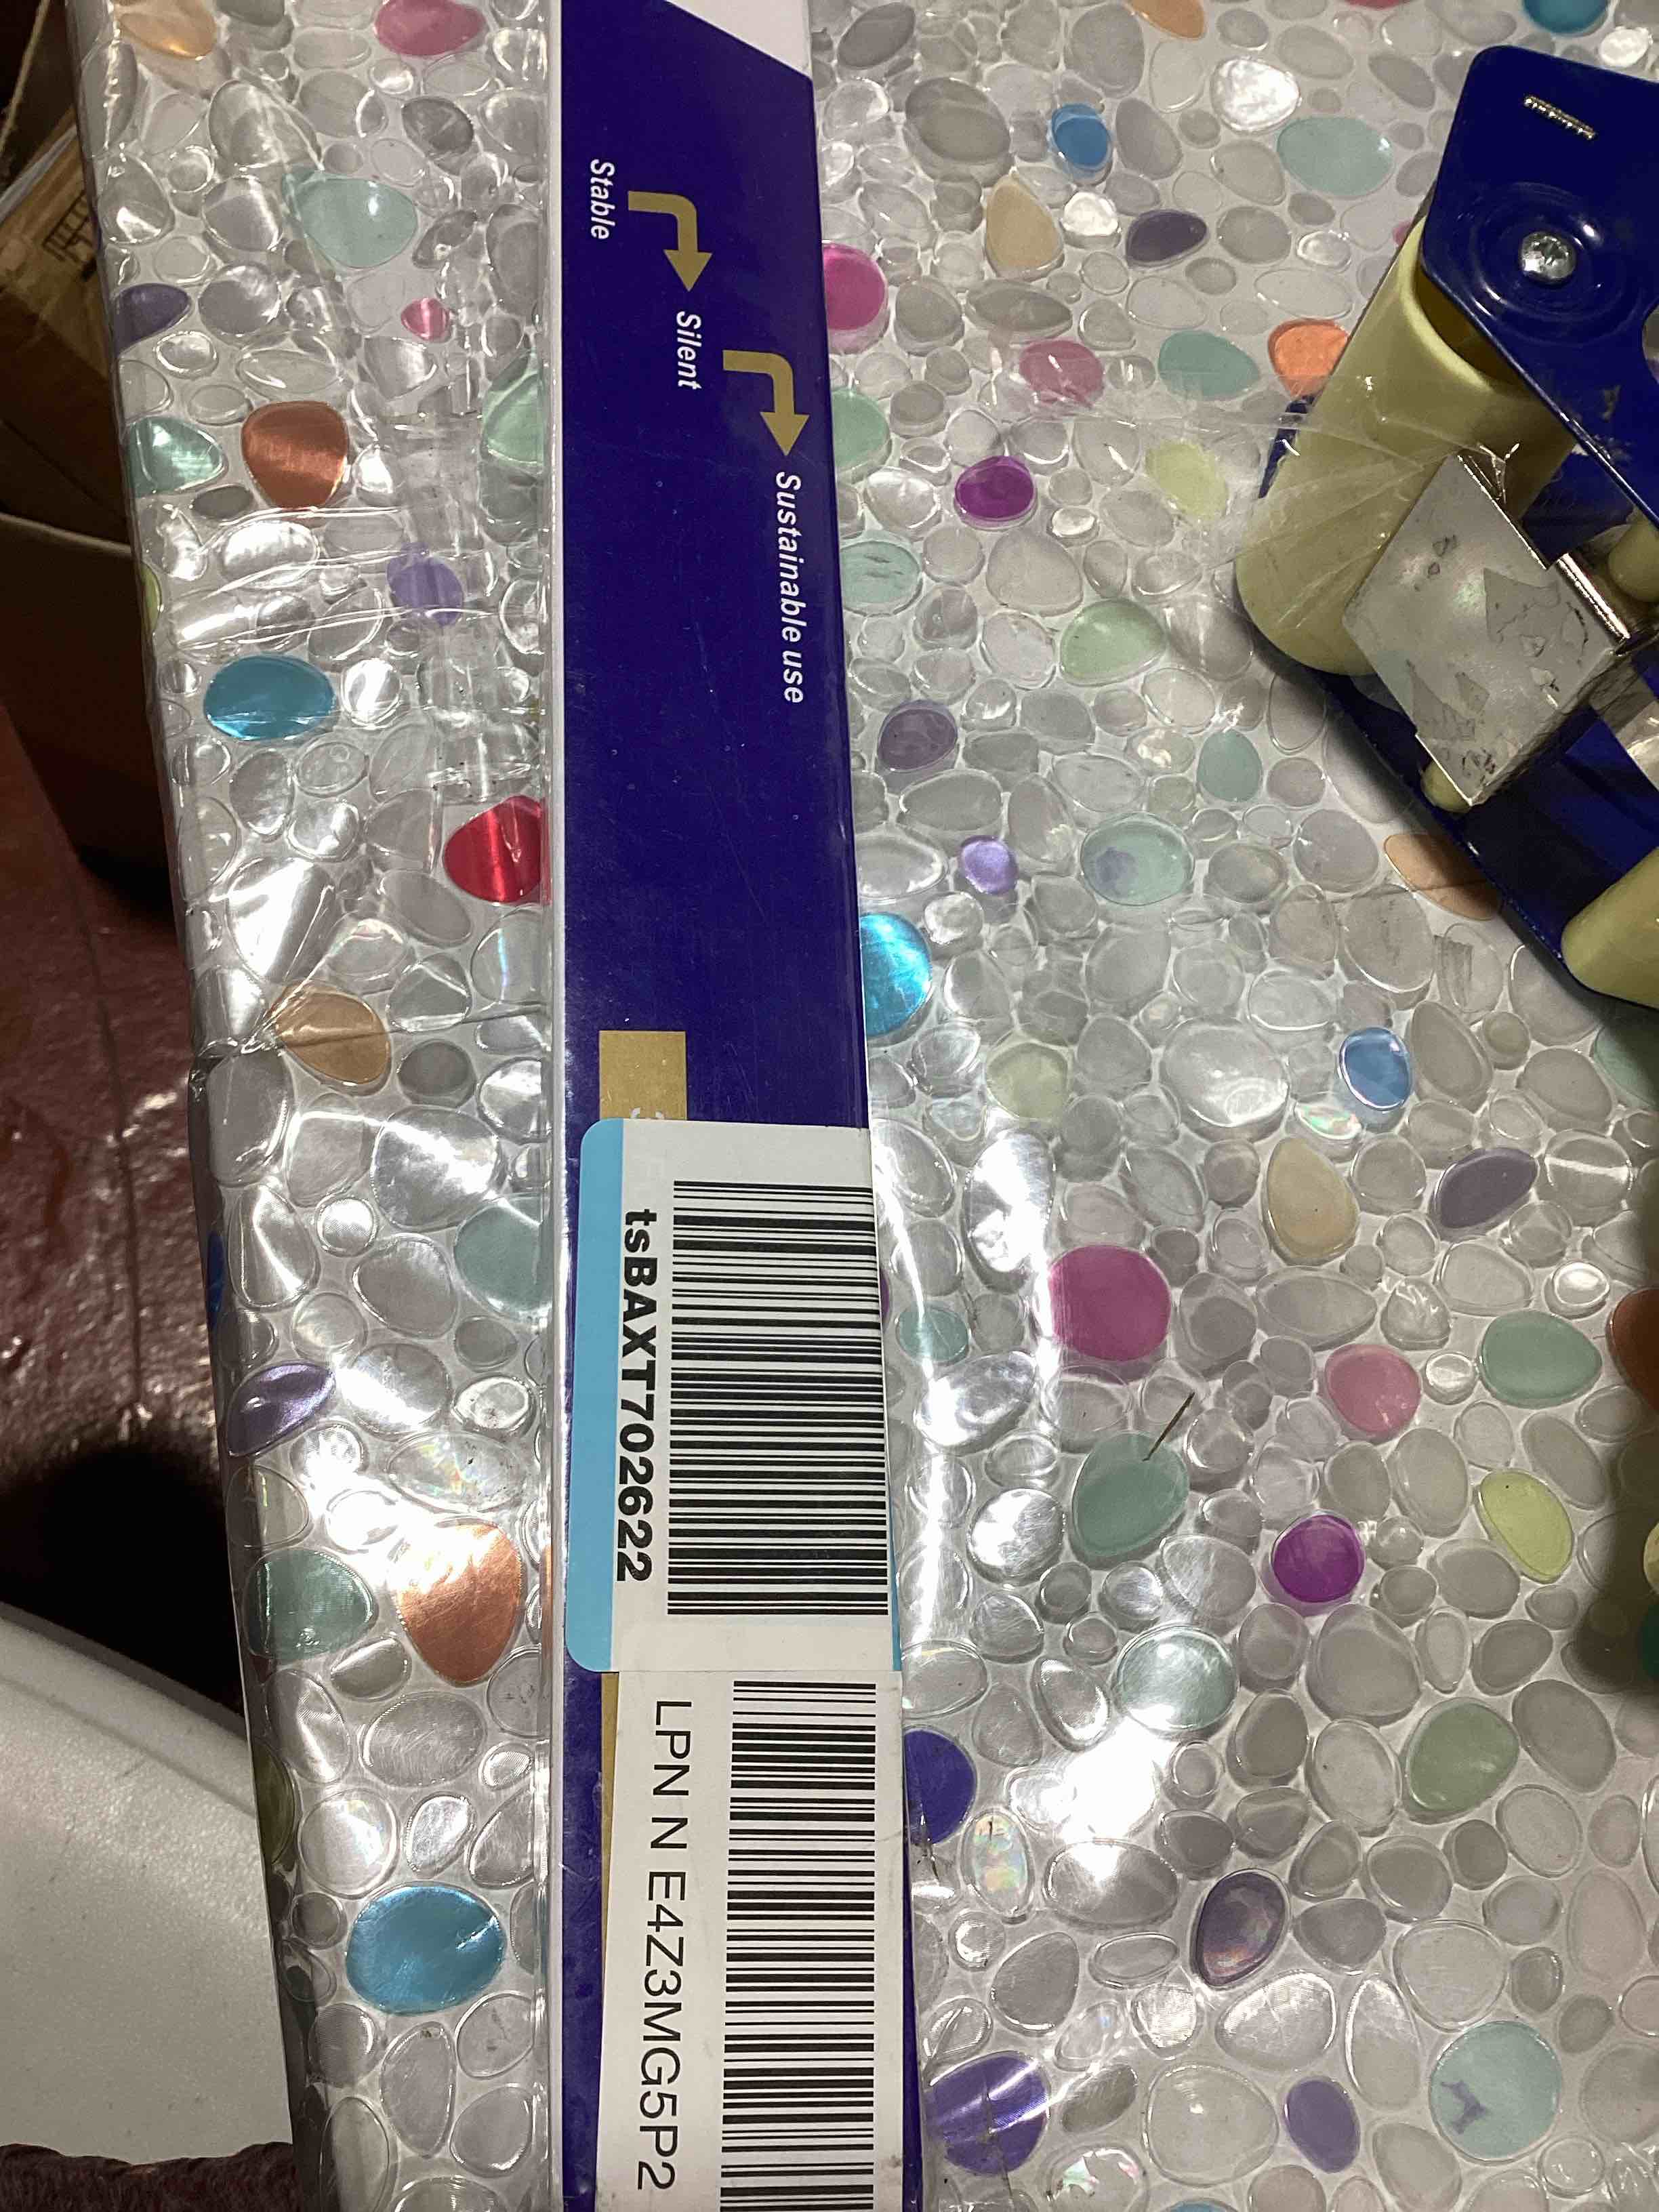 Stable
Silent
Sustainable use
tsBAXT702622
LPN N E4Z3MG5P2